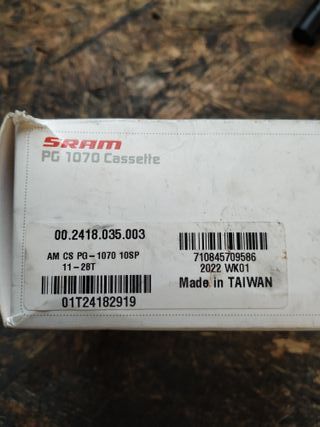 SRAM
PG 1070 Cassette
00.2418.035.003
AM CS PG-1070 10SP
11-28T
01T24182919
710845709586
2022 WK01
Made in TAIWAN